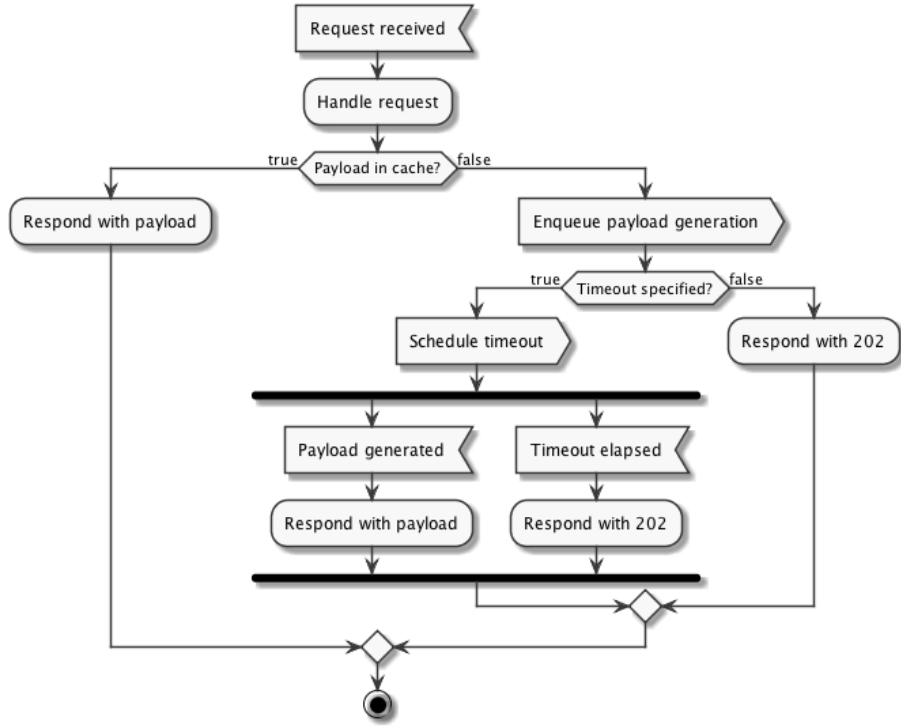 Request received
Handle request
true
Payload in cache?
false
Respond with payload
Enqueue payload generation
true
Timeout specified?
false
Schedule timeout
Respond with 202
Payload generated
Timeout elapsed
Respond with payload
Respond with 202